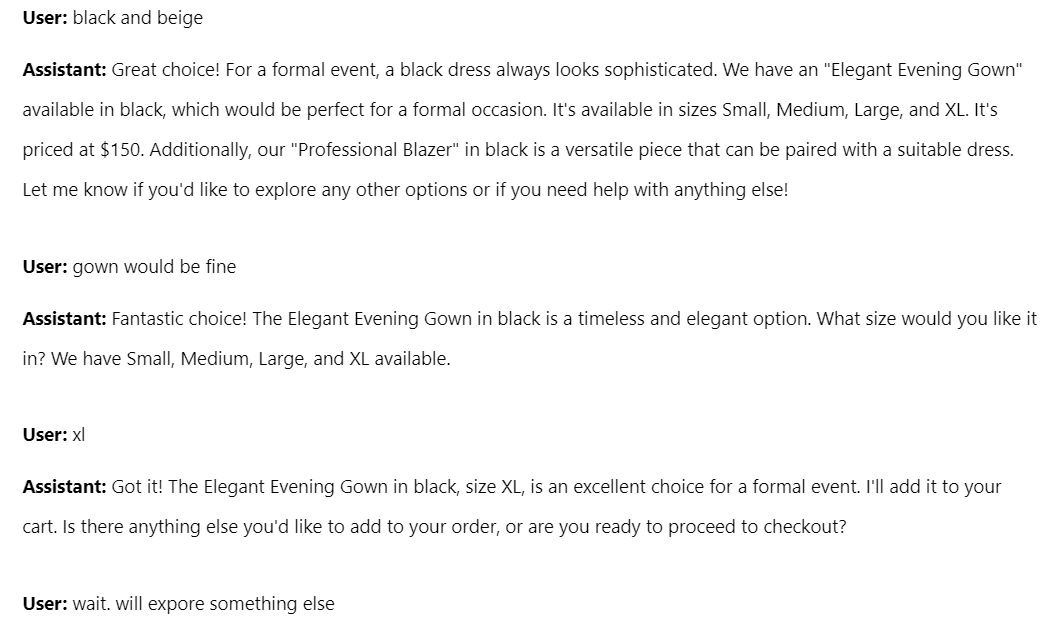 User: black and beige
Assistant: Great choice! For a formal event, a black dress always looks sophisticated. We have an "Elegant Evening Gown"
available in black, which would be perfect for a formal occasion. It's available in sizes Small, Medium, Large, and XL. It's
priced at $150. Additionally, our "Professional Blazer" in black is a versatile piece that can be paired with a suitable dress.
Let me know if you'd like to explore any other options or if you need help with anything else!
User: gown would be fine
Assistant: Fantastic choice! The Elegant Evening Gown in black is a timeless and elegant option. What size would you like it
in? We have Small, Medium, Large, and XL available.
User: xl
Assistant: Got it! The Elegant Evening Gown in black, size XL, is an excellent choice for a formal event. I'll add it to your
cart. Is there anything else you'd like to add to your order, or are you ready to proceed to checkout?
User: wait. will expore something else